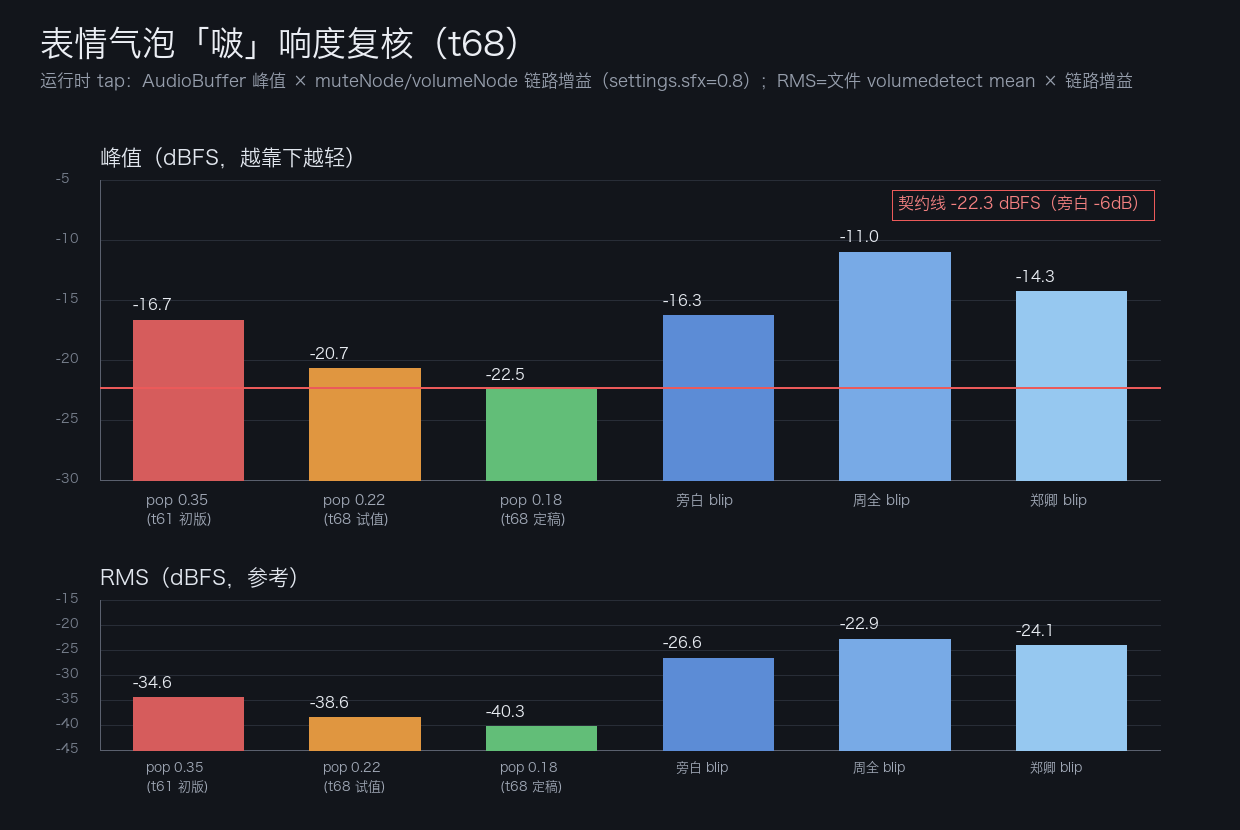 表情气泡「啵」响度复核（t68）
运行时 tap：AudioBuffer 峰值 × muteNode/volumeNode 链路增益（settings.sfx=0.8）；RMS=文件 volumedetect mean × 链路增益
峰值（dBFS，越靠下越轻）
-5
契约线 -22.3 dBFS（旁白 -6dB）
-10
-15
-20
-25
-30
-16.7
-20.7
-22.5
-16.3
-11.0
-14.3
pop 0.35
(t61 初版)
pop 0.22
(t68 试值)
pop 0.18
(t68 定稿)
旁白 blip
周全 blip
郑卿 blip
RMS（dBFS，参考）
-15
-20
-25
-30
-35
-40
-45
-34.6
-38.6
-40.3
-26.6
-22.9
-24.1
pop 0.35
(t61 初版)
pop 0.22
(t68 试值)
pop 0.18
(t68 定稿)
旁白 blip
周全 blip
郑卿 blip